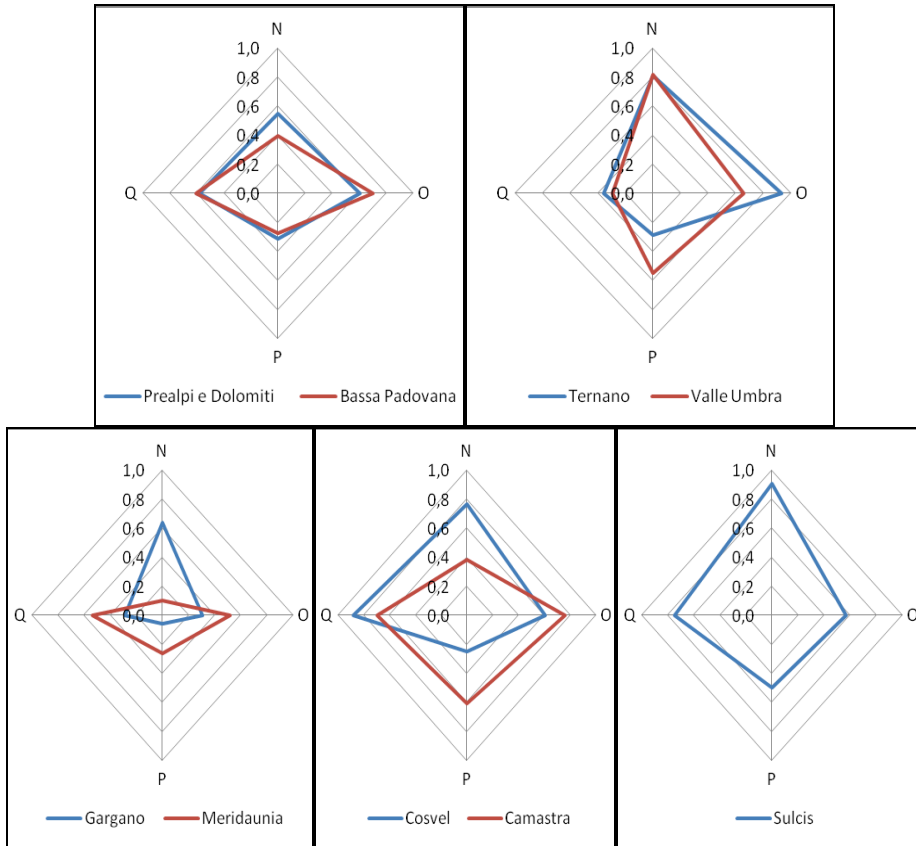 N
1,0
0,8
0,6
0,4
0,2
Q 0,0 O
P
Prealpi e Dolomiti Bassa Padovana
N
1,0
0,8
0,6
0,4
0,2
Q 0,0 O
P
Ternano Valle Umbra
N
1,0
0,8
0,6
0,4
0,2
Q 0,0 O
P
Gargano Meridaunia
N
1,0
0,8
0,6
0,4
0,2
Q 0,0 O
P
Cosvel Camastra
N
1,0
0,8
0,6
0,4
0,2
Q 0,0 O
P
Sulcis